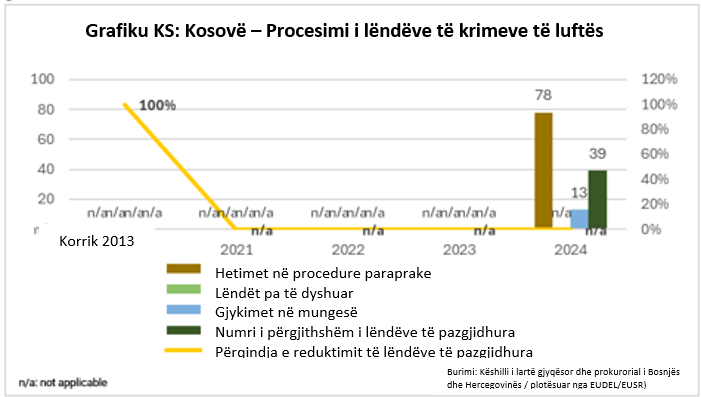 Grafiku KS: Kosovë – Procesimi i lëndëve të krimeve të luftës
100 120%
80 100%
60 80%
40 60%
20 40%
20%
0%
100%
78
13
39
n/an/an/an/a n/an/an/an/a n/an/an/an/a n/an/an/an/a n/a
n/a n/a n/a n/a
Korrik 2013 2021 2022 2023 2024
Hetimet në procedure paraprake
Lëndët pa të dyshuar
Gjykimet në mungesë
Numri i përgjithshëm i lëndëve të pazgjidhura
Përqindja e reduktimit të lëndëve të pazgjidhura
n/a: not applicable
Burimi: Këshilli i lartë gjyqësor dhe prokurorial i Bosnjës
dhe Hercegovinës / plotësuar nga EUDEL/EUSR)